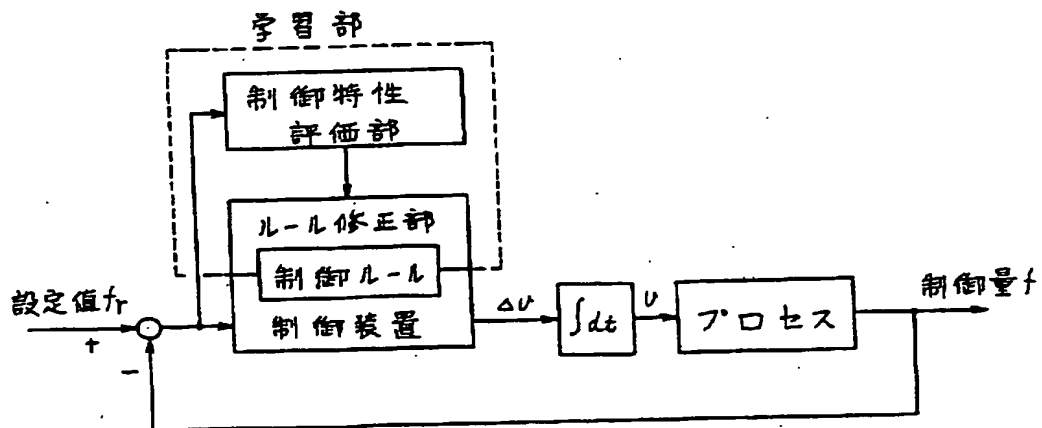 学習部
制御特性
評価部
ルール修正部
制御ルール
制御装置
設定値fr
+
−
ΔU
∫dt
U
プロセス
制御量f